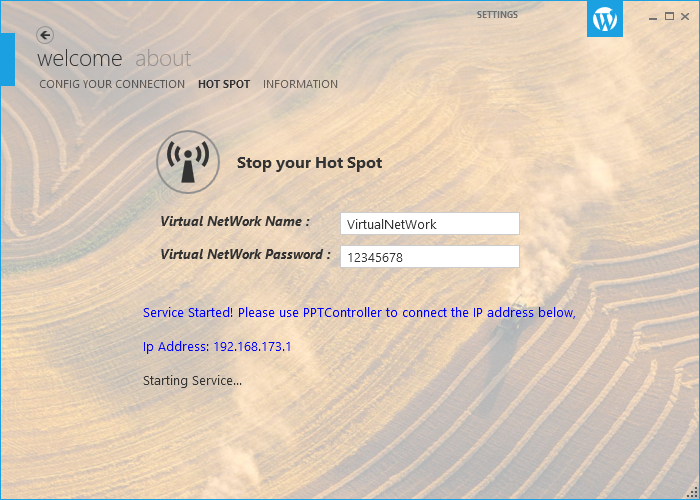 SETTINGS
welcome about
CONFIG YOUR CONNECTION HOT SPOT INFORMATION
Stop your Hot Spot
Virtual NetWork Name : VirtualNetWork
Virtual NetWork Password : 12345678
Service Started! Please use PPTController to connect the IP address below,
Ip Address: 192.168.173.1
Starting Service...